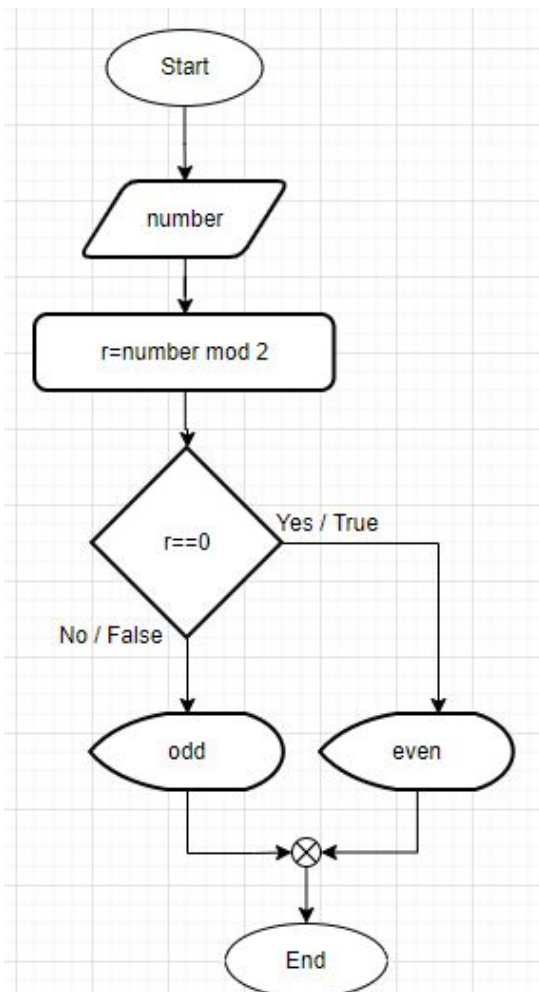 Start
number
r=number mod 2
r==0
Yes / True
No / False
odd
even
End